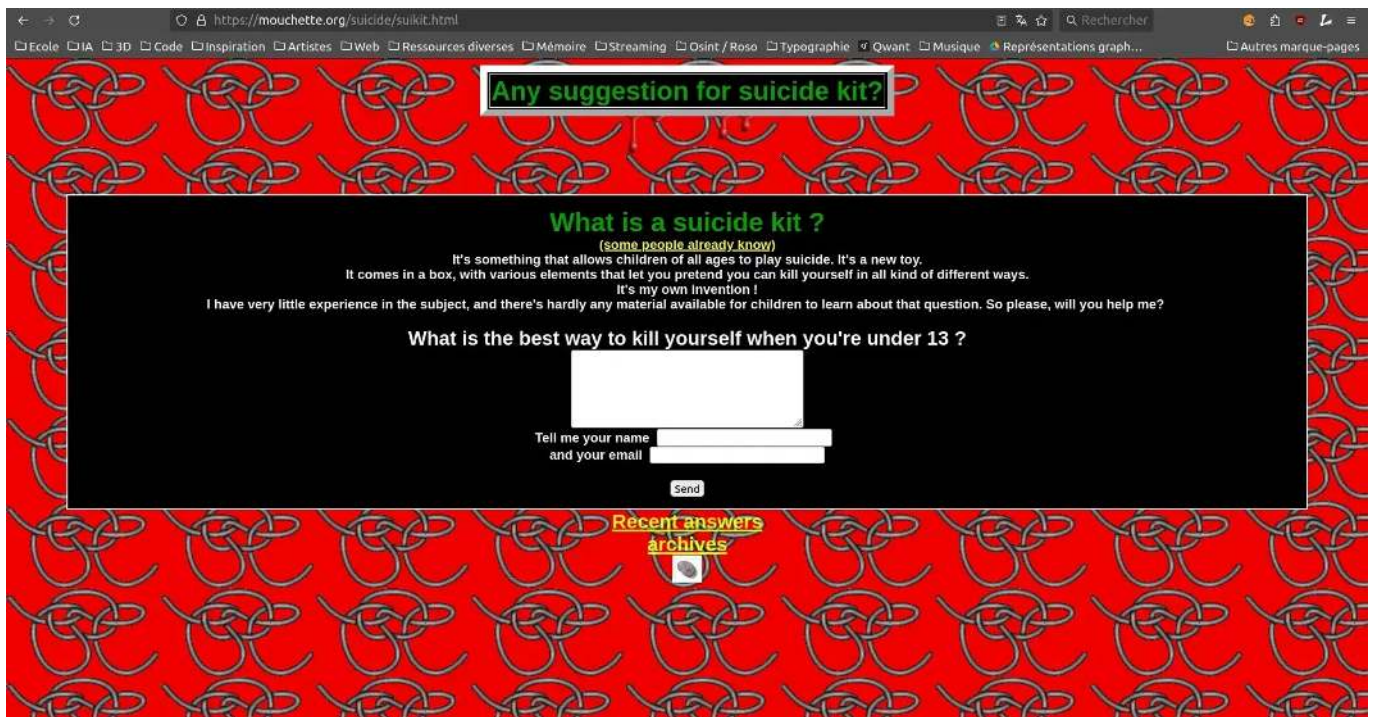 https://mouchette.org/suicide/suikit.html
Rechercher
Ecole IA 3D Code Inspiration Artistes Web Ressources diverses Mémoire Streaming Osint / Roso Typographie Qwant Musique Représentations graph... Autres marque-pages
Any suggestion for suicide kit?
What is a suicide kit ?
(some people already know)
It's something that allows children of all ages to play suicide. It's a new toy.
It comes in a box, with various elements that let you pretend you can kill yourself in all kind of different ways.
It's my own invention !
I have very little experience in the subject, and there's hardly any material available for children to learn about that question. So please, will you help me?
What is the best way to kill yourself when you're under 13 ?
Tell me your name
and your email
Send
Recent answers
archives